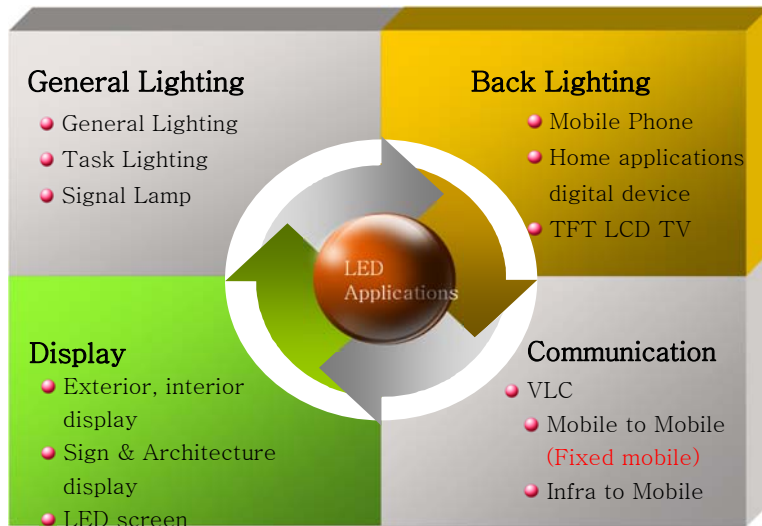 General Lighting
General Lighting
Task Lighting
Signal Lamp
Back Lighting
Mobile Phone
Home applications
digital device
TFT LCD TV
LED
Applications
Display
Exterior, interior
display
Sign & Architecture
display
LED screen
Communication
VLC
Mobile to Mobile
(Fixed mobile)
Infra to Mobile